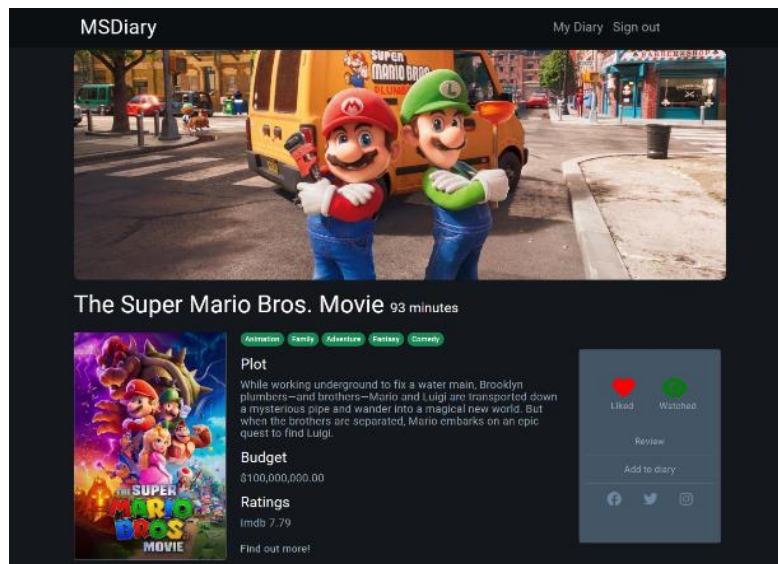 MSDiary
My Diary Sign out
SUPER
MARIO BROS
PLUMBING
The Super Mario Bros. Movie 93 minutes
Animation Family Adventure Fantasy Comedy
Plot
While working underground to fix a water main, Brooklyn
plumbers—and brothers—Mario and Luigi are transported down
a mysterious pipe and wander into a magical new world. But
when the brothers are separated, Mario embarks on an epic
quest to find Luigi.
Budget
$100,000,000.00
Ratings
Imdb 7.79
Find out more!
THE SUPER
MARIO
BROS
MOVIE
Liked Watched
Review
Add to diary